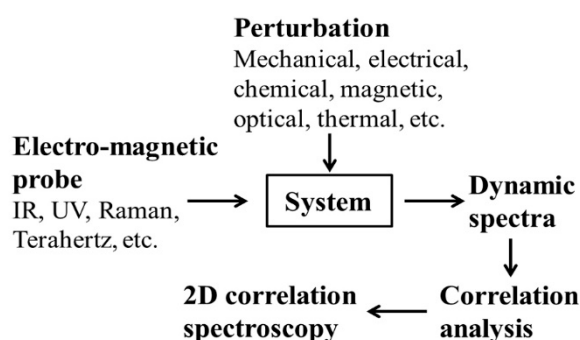 Perturbation
Mechanical, electrical,
chemical, magnetic,
optical, thermal, etc.
Electro-magnetic
probe
IR, UV, Raman,
Terahertz, etc.
System
Dynamic
spectra
2D correlation
spectroscopy
Correlation
analysis